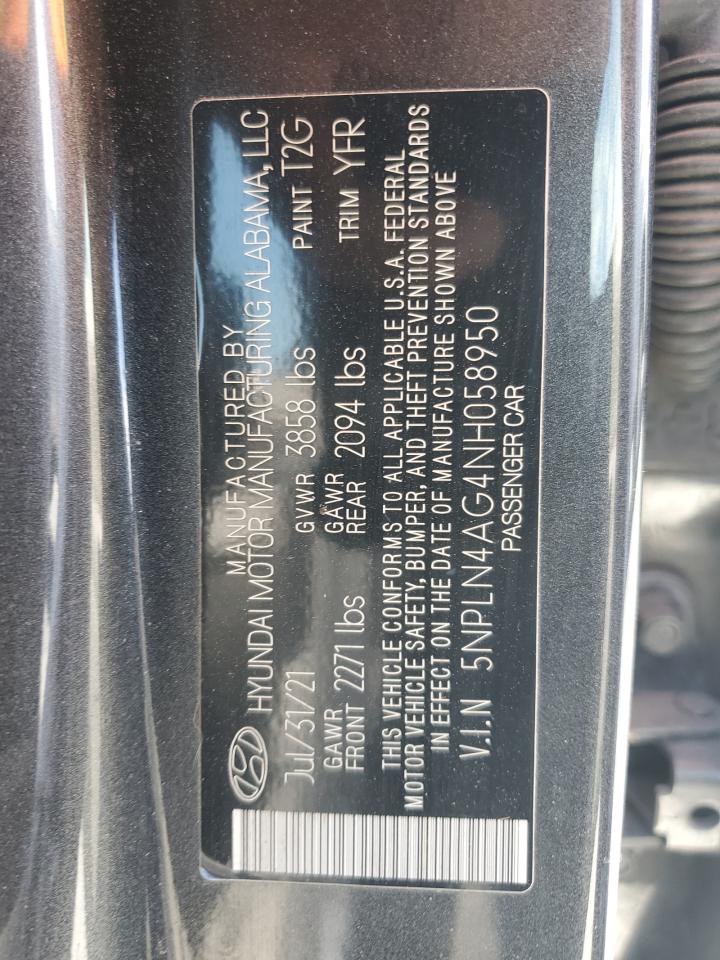 MANUFACTURED BY
HYUNDAI MOTOR MANUFACTURING ALABAMA, LLC
Jul/31/21 GVWR 3858 lbs PAINT T2G
GAWR FRONT 2271 lbs GAWR REAR 2094 lbs TRIM YFR
THIS VEHICLE CONFORMS TO ALL APPLICABLE U.S.A. FEDERAL
MOTOR VEHICLE SAFETY, BUMPER, AND THEFT PREVENTION STANDARDS
IN EFFECT ON THE DATE OF MANUFACTURE SHOWN ABOVE
V.I.N 5NPLN4AG4NH058950
PASSENGER CAR